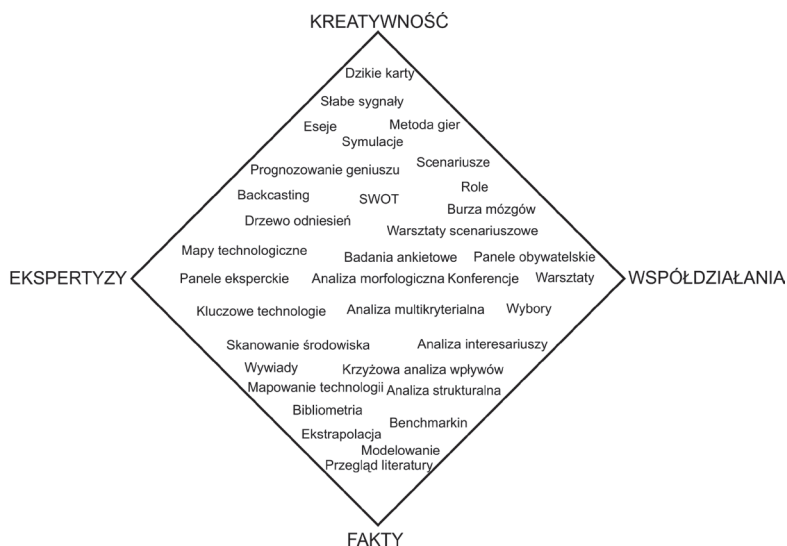 KREATYWNOŚĆ
Dzikie karty
Słabe sygnały
Eseje
Metoda gier
Symulacje
Scenariusze
Prognozowanie geniuszu
Role
Backcasting
SWOT
Burza mózgów
Drzewo odniesień
Warsztaty scenariuszowe
Mapy technologiczne
Badania ankietowe
Panele obywatelskie
EKSPERTYZY
Panele eksperckie
Analiza morfologiczna
Konferencje
Warsztaty
WSPÓŁDZIAŁANIA
Kluczowe technologie
Analiza multikryterialna
Wybory
Skanowanie środowiska
Analiza interesariuszy
Wywiady
Krzyżowa analiza wpływów
Mapowanie technologii
Analiza strukturalna
Bibliometria
Benchmarkin
Ekstrapolacja
Modelowanie
Przegląd literatury
FAKTY